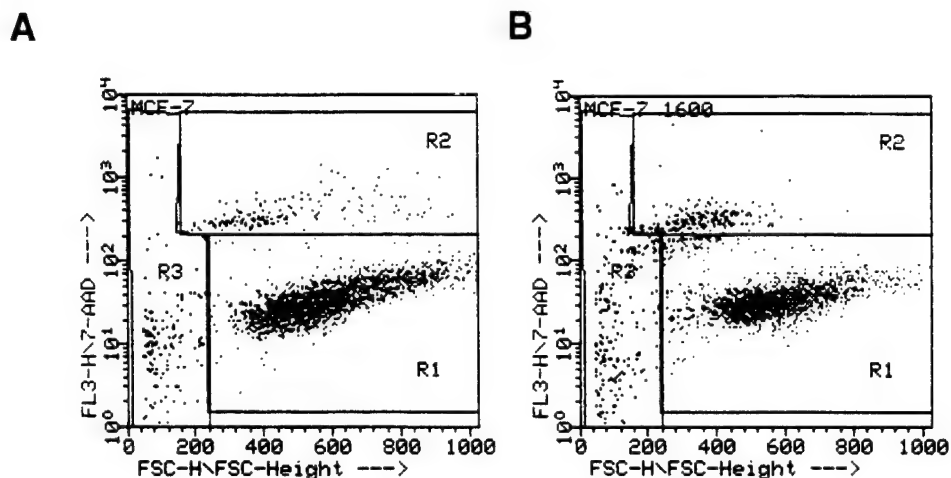 A
B
MCF-7
R2
R3
R1
10⁴
10³
10²
10¹
10⁰
FL3-H\7-AAD --->
0 200 400 600 800 1000
FSC-H\FSC-Height --->
MCF-7 1600
R2
R3
R1
10⁴
10³
10²
10¹
10⁰
FL3-H\7-AAD --->
0 200 400 600 800 1000
FSC-H\FSC-Height --->